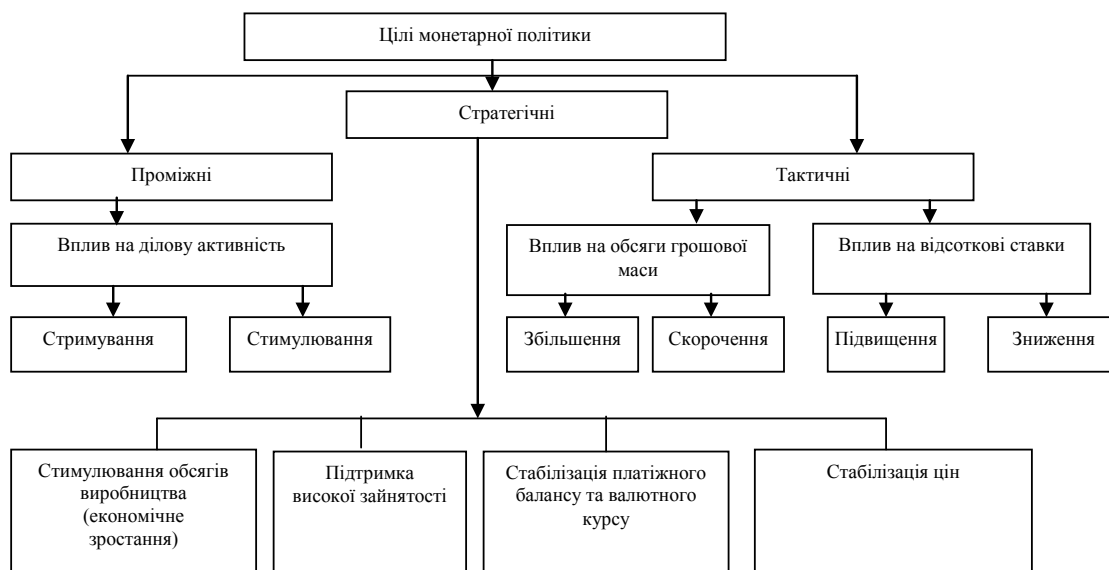 Цілі монетарної політики
Стратегічні
Проміжні
Тактичні
Вплив на ділову активність
Вплив на обсяги грошової
маси
Вплив на відсоткові ставки
Стримування
Стимулювання
Збільшення
Скорочення
Підвищення
Зниження
Стимулювання обсягів
виробництва
(економічне
зростання)
Підтримка
високої зайнятості
Стабілізація платіжного
балансу та валютного
курсу
Стабілізація цін